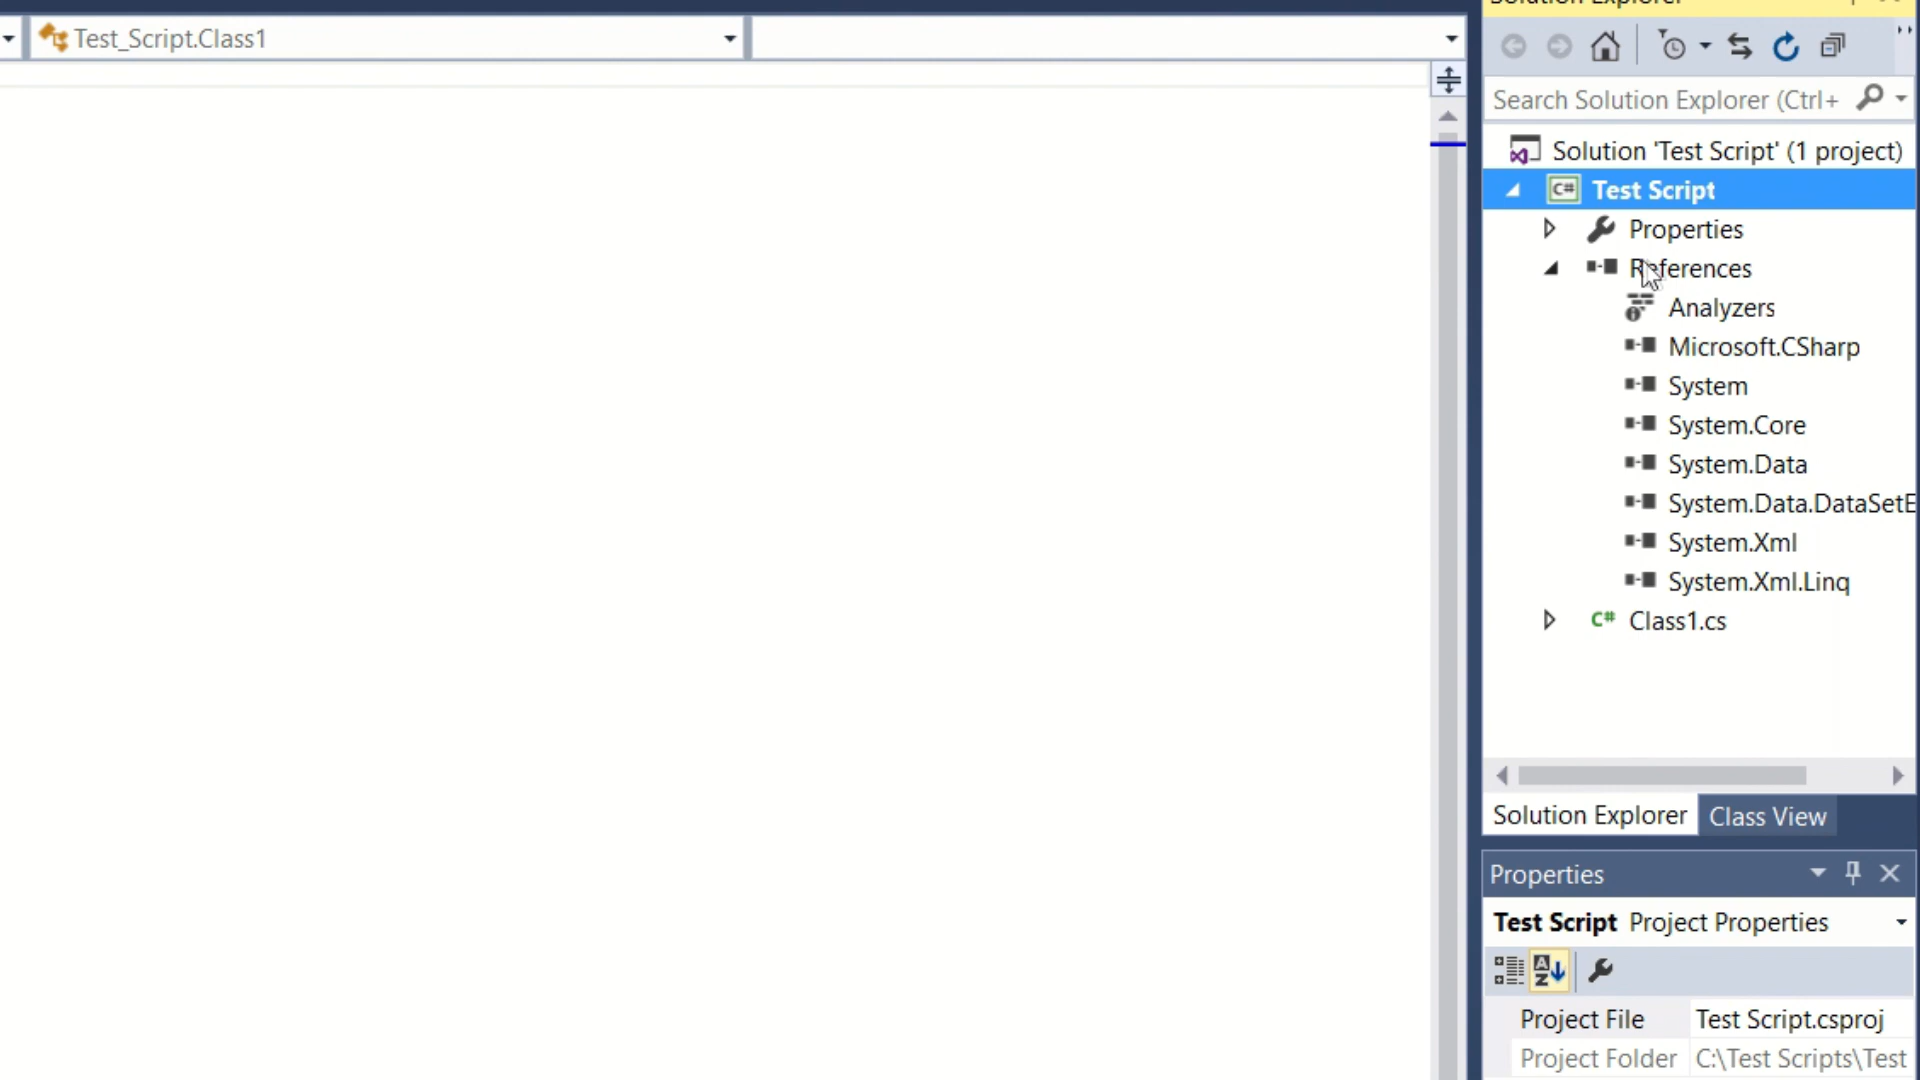 Test_Script.Class1
Solution Explorer
Search Solution Explorer (Ctrl+
Solution 'Test Script' (1 project)
C# Test Script
Properties
References
Analyzers
Microsoft.CSharp
System
System.Core
System.Data
System.Data.DataSetE
System.Xml
System.Xml.Linq
C# Class1.cs
Solution Explorer Class View
Properties
Test Script Project Properties
Project File Test Script.csproj
Project Folder C:\Test Scripts\Test